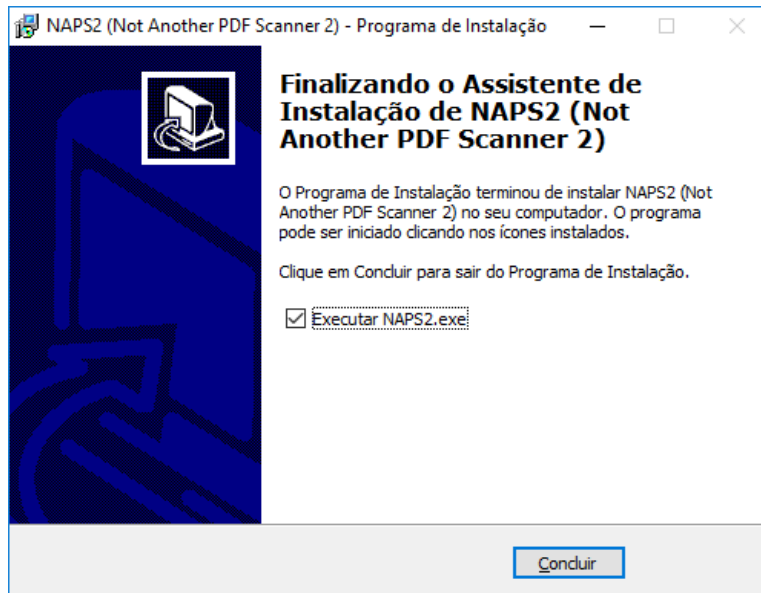 NAPS2 (Not Another PDF Scanner 2) - Programa de Instalação
Finalizando o Assistente de
Instalação de NAPS2 (Not
Another PDF Scanner 2)
O Programa de Instalação terminou de instalar NAPS2 (Not
Another PDF Scanner 2) no seu computador. O programa
pode ser iniciado clicando nos ícones instalados.
Clique em Concluir para sair do Programa de Instalação.
Executar NAPS2.exe
Concluir